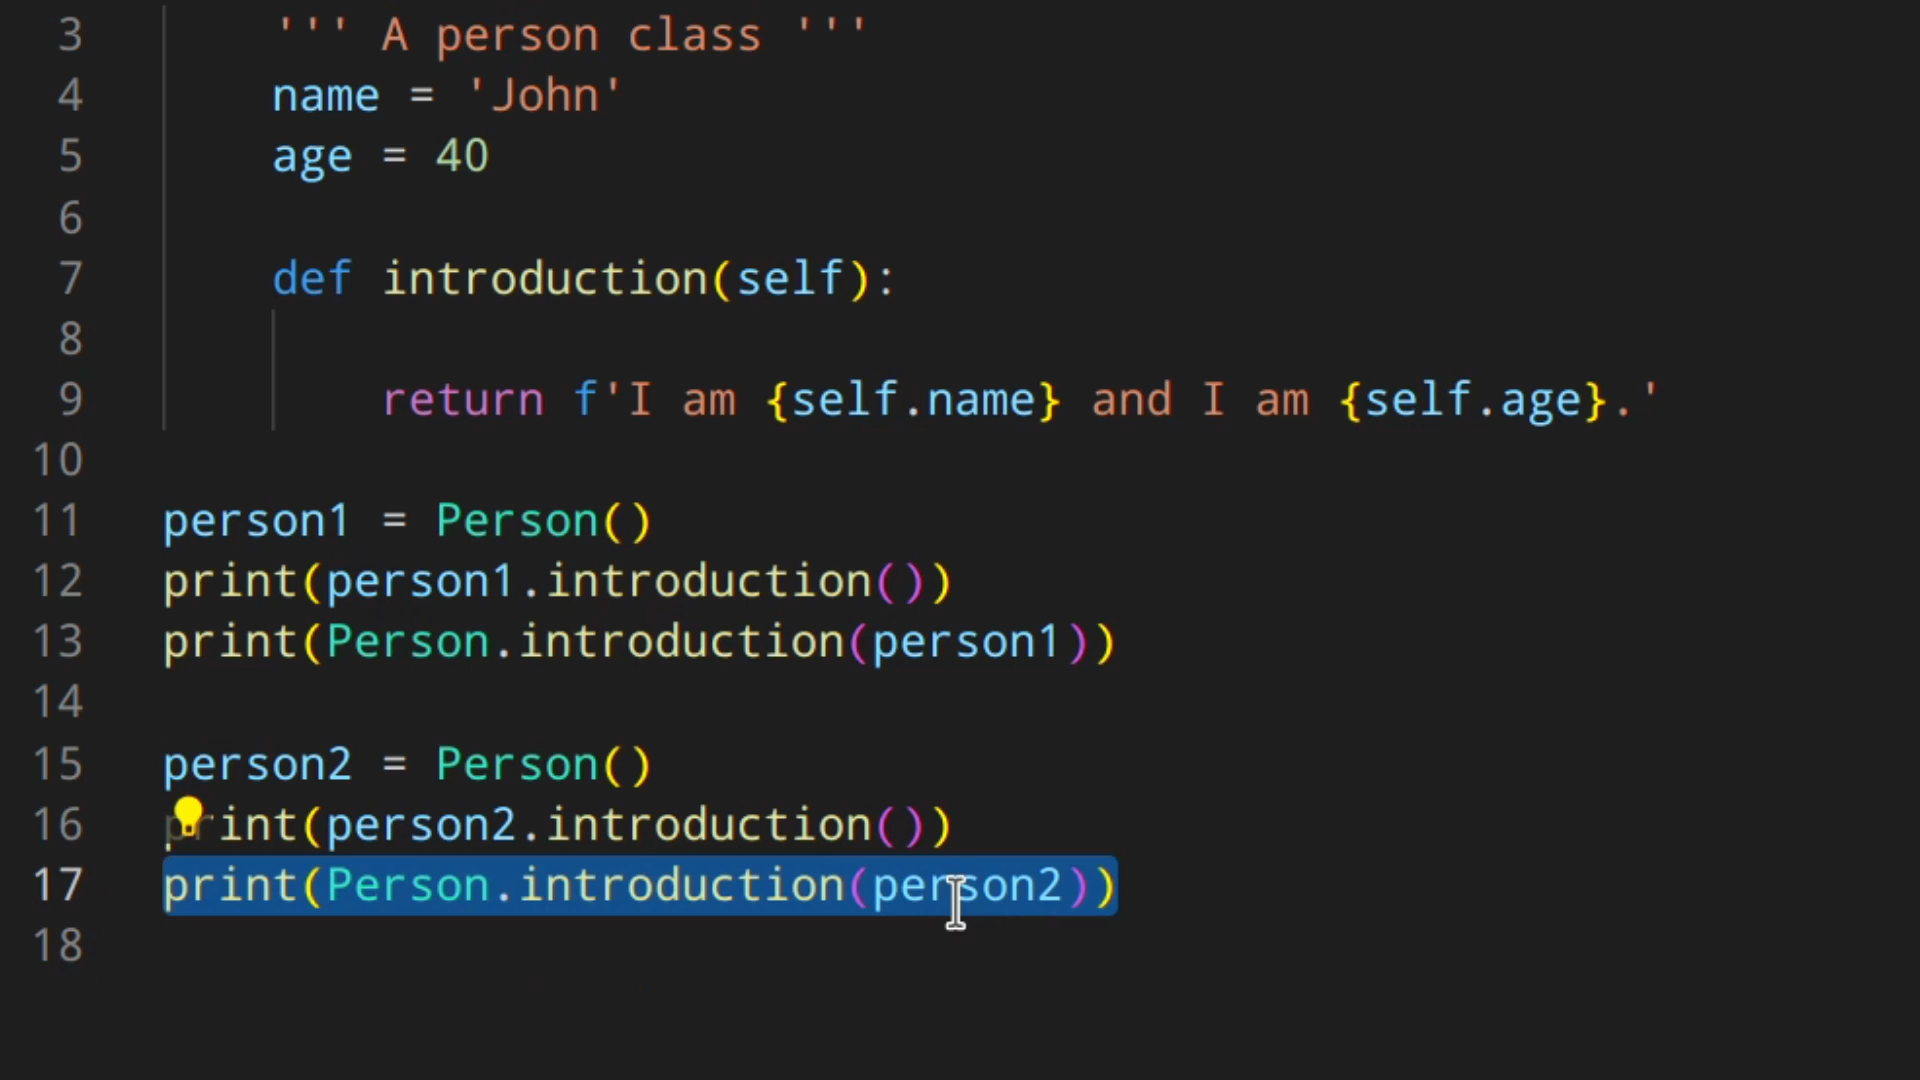 3 ''' A person class '''
4 name = 'John'
5 age = 40
6
7 def introduction(self):
8
9 return f'I am {self.name} and I am {self.age}.'
10
11 person1 = Person()
12 print(person1.introduction())
13 print(Person.introduction(person1))
14
15 person2 = Person()
16 print(person2.introduction())
17 print(Person.introduction(person2))
18